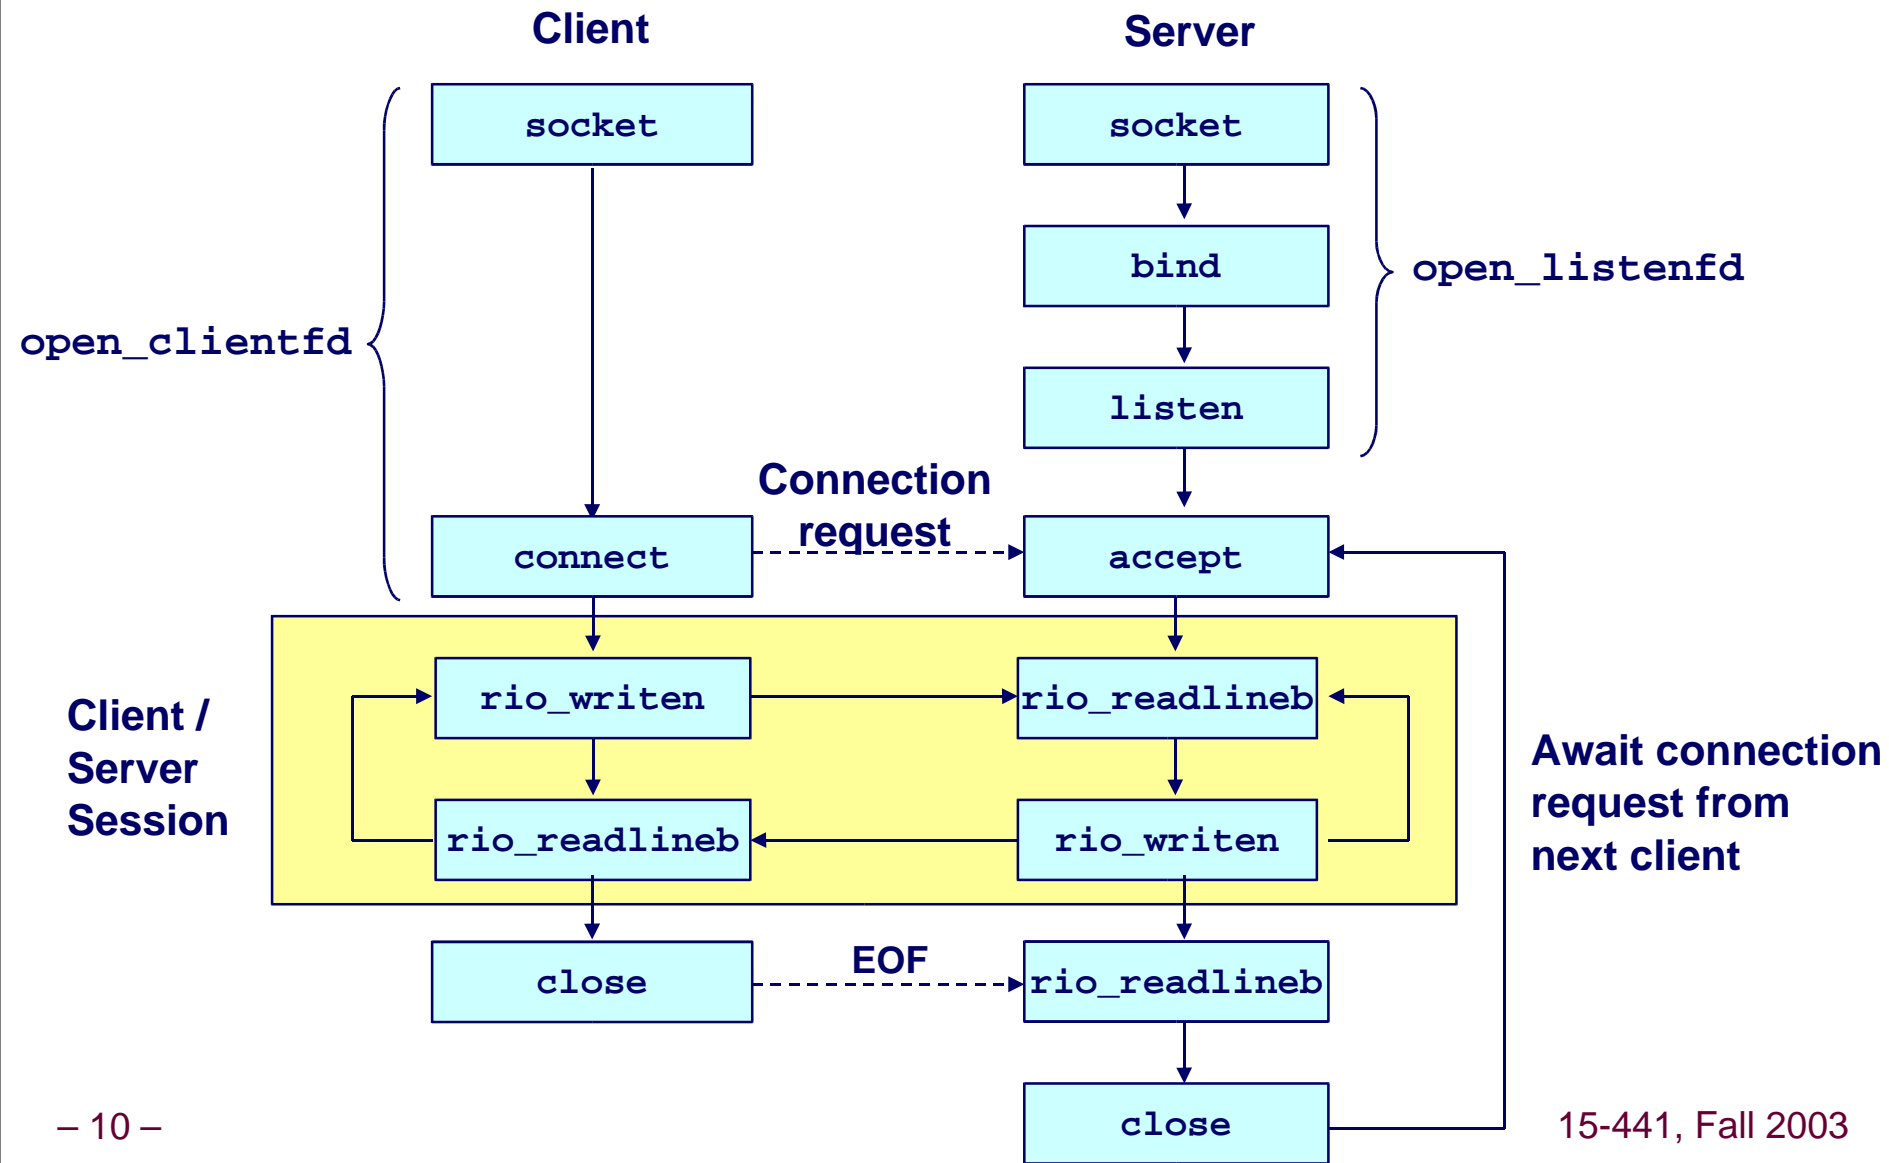 Client
Server
socket
socket
bind
open_listenfd
open_clientfd
listen
Connection
request
connect
accept
Client /
Server
Session
rio_writen
rio_readlineb
Await connection
request from
next client
rio_readlineb
rio_writen
close
EOF
rio_readlineb
close
– 10 –
15-441, Fall 2003